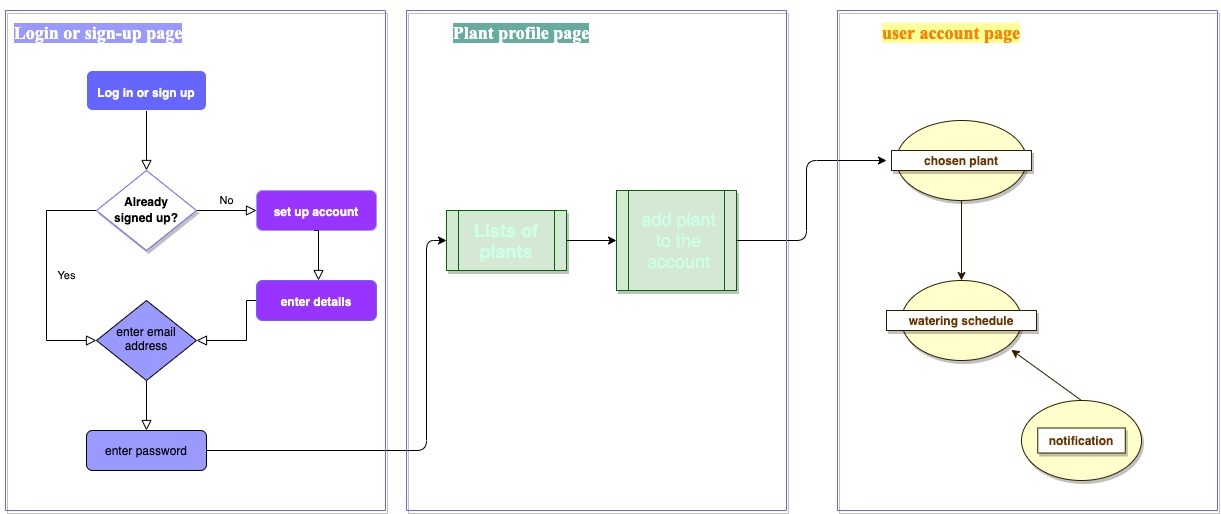 Login or sign-up page
Log in or sign up
Already
signed up?
No
Yes
set up account
enter details
enter email
address
enter password
Plant profile page
Lists of
plants
add plant
to the
account
user account page
chosen plant
watering schedule
notification